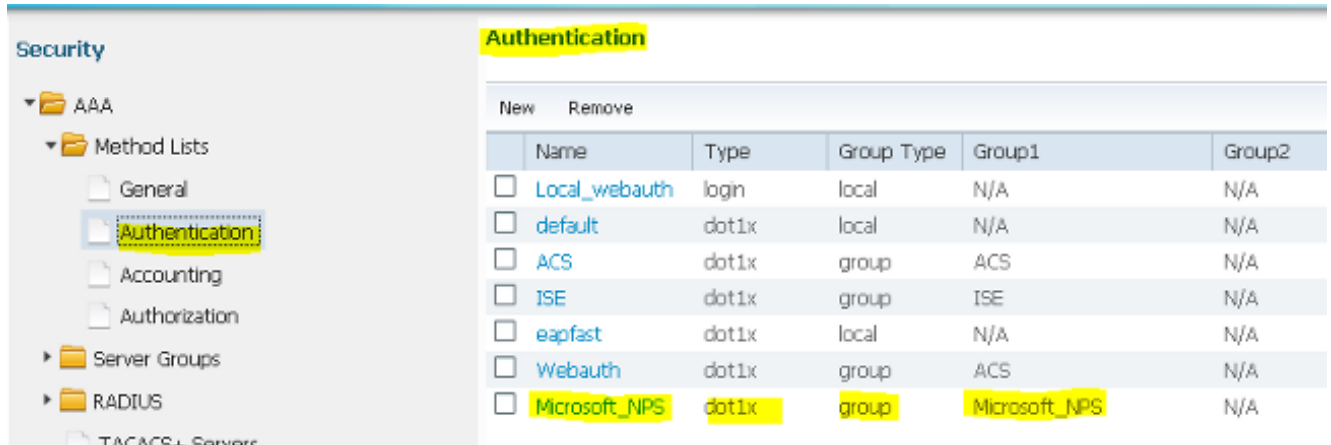 Security
AAA
Method Lists
General
Authentication
Accounting
Authorization
Server Groups
RADIUS
TACACS+ Servers
Authentication
New Remove
Name Type Group Type Group1 Group2
Local_webauth login local N/A N/A
default dot1x local N/A N/A
ACS dot1x group ACS N/A
ISE dot1x group ISE N/A
eapfast dot1x local N/A N/A
Webauth dot1x group ACS N/A
Microsoft_NPS dot1x group Microsoft_NPS N/A